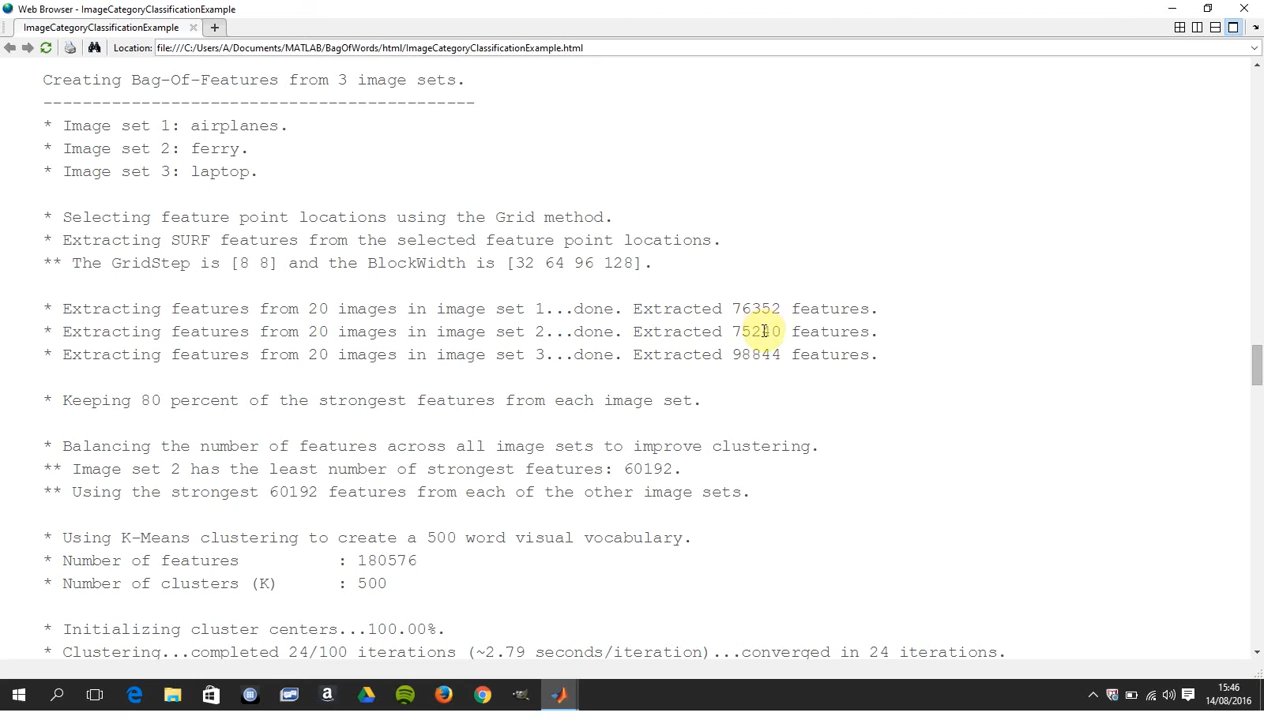 Web Browser - ImageCategoryClassificationExample
ImageCategoryClassificationExample
Location: file:///C:/Users/A/Documents/MATLAB/BagOfWords/html/ImageCategoryClassificationExample.html
Creating Bag-Of-Features from 3 image sets.
--------------------------------------------
* Image set 1: airplanes.
* Image set 2: ferry.
* Image set 3: laptop.
* Selecting feature point locations using the Grid method.
* Extracting SURF features from the selected feature point locations.
** The GridStep is [8 8] and the BlockWidth is [32 64 96 128].
* Extracting features from 20 images in image set 1...done. Extracted 76352 features.
* Extracting features from 20 images in image set 2...done. Extracted 75240 features.
* Extracting features from 20 images in image set 3...done. Extracted 98844 features.
* Keeping 80 percent of the strongest features from each image set.
* Balancing the number of features across all image sets to improve clustering.
** Image set 2 has the least number of strongest features: 60192.
** Using the strongest 60192 features from each of the other image sets.
* Using K-Means clustering to create a 500 word visual vocabulary.
* Number of features : 180576
* Number of clusters (K) : 500
* Initializing cluster centers...100.00%.
* Clustering...completed 24/100 iterations (~2.79 seconds/iteration)...converged in 24 iterations.
15:46
14/08/2016